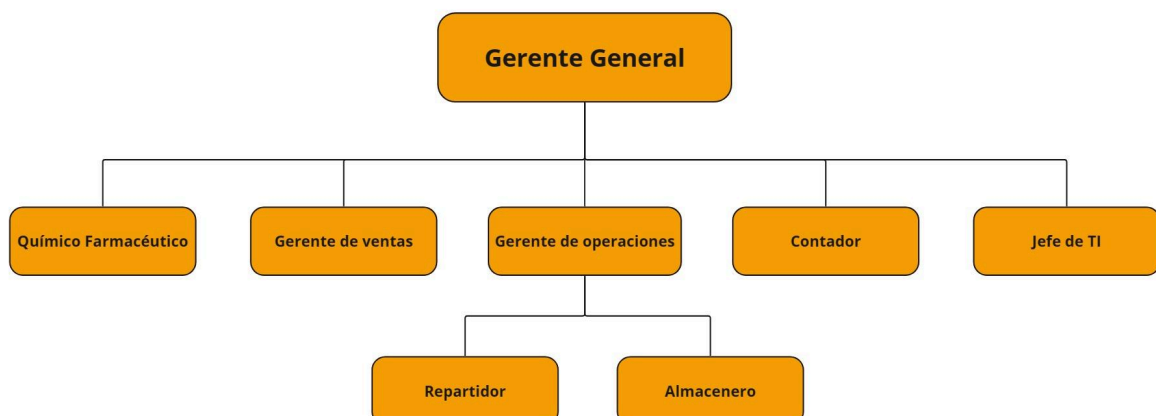 Gerente General
Químico Farmacéutico
Gerente de ventas
Gerente de operaciones
Contador
Jefe de TI
Repartidor
Almacenero